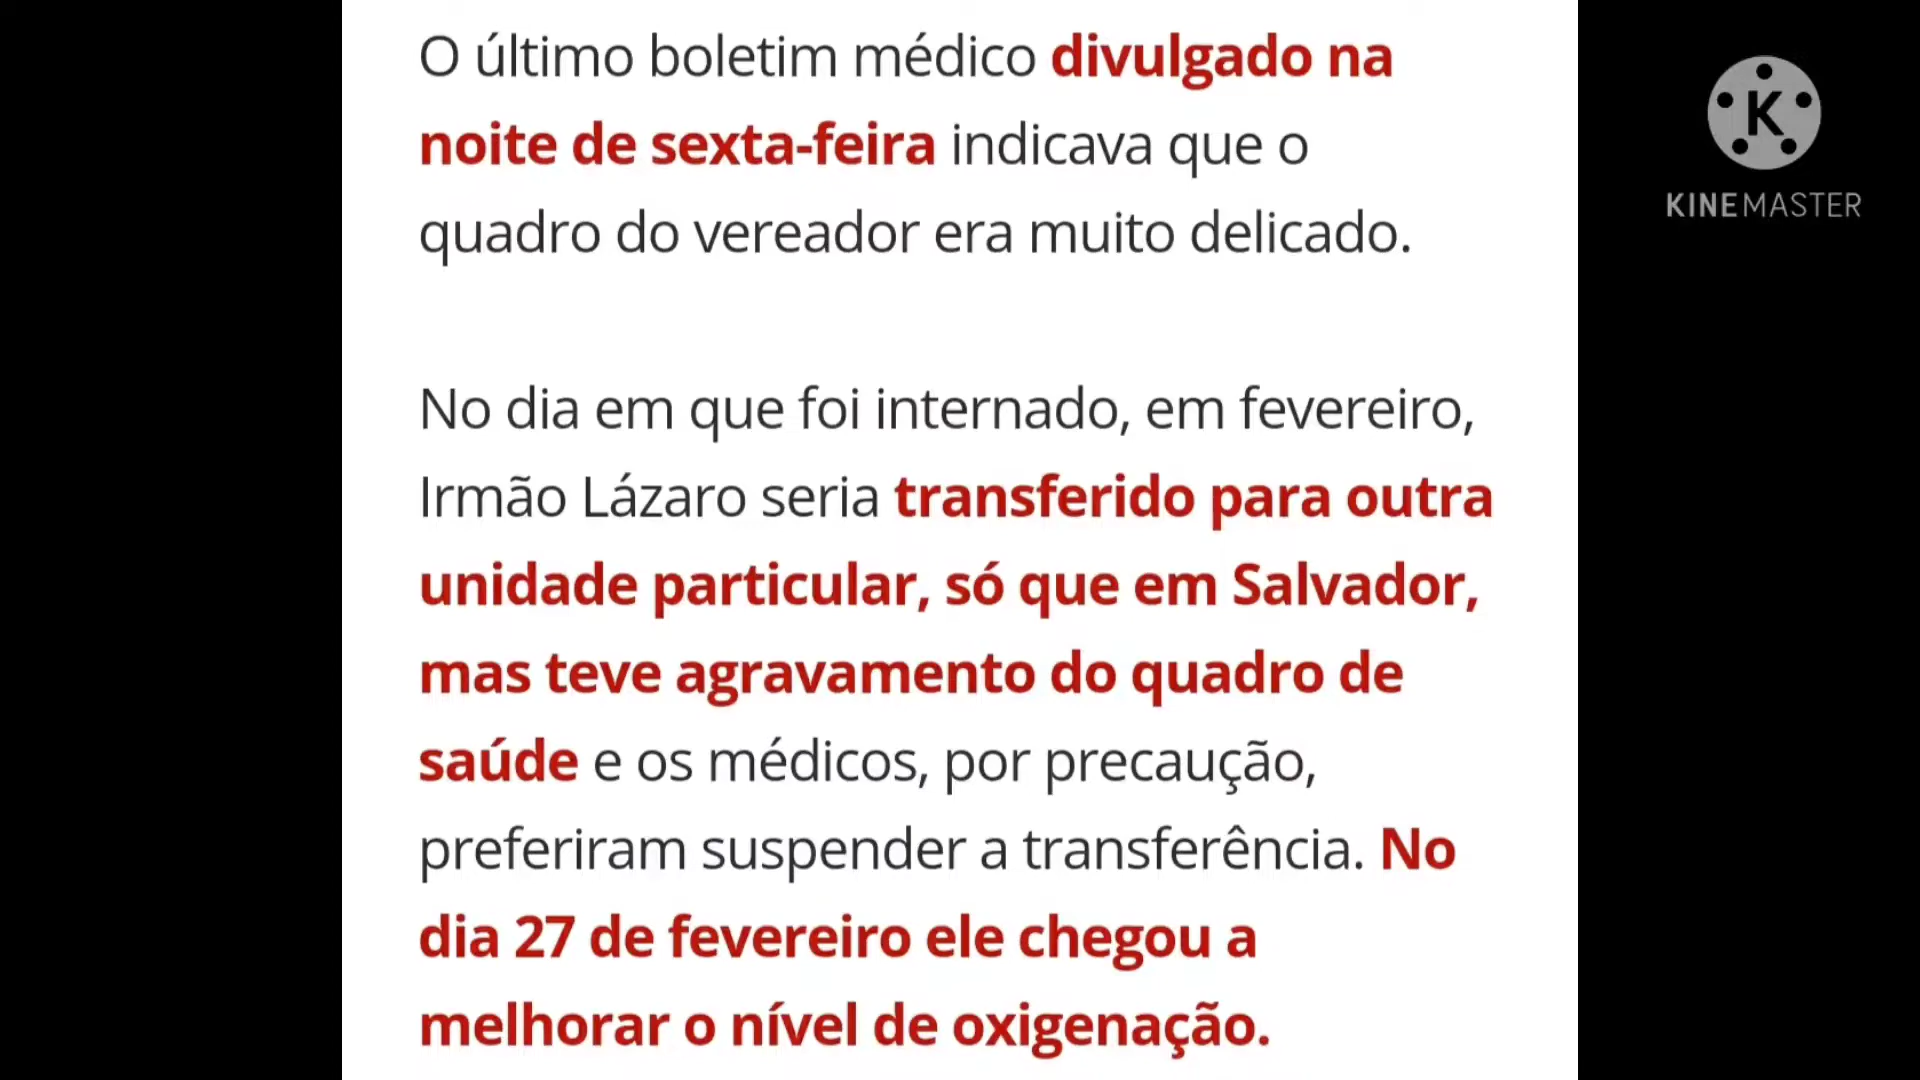 O último boletim médico divulgado na
noite de sexta-feira indicava que o
quadro do vereador era muito delicado.
No dia em que foi internado, em fevereiro,
Irmão Lázaro seria transferido para outra
unidade particular, só que em Salvador,
mas teve agravamento do quadro de
saúde e os médicos, por precaução,
preferiram suspender a transferência. No
dia 27 de fevereiro ele chegou a
melhorar o nível de oxigenação.
K
KINEMASTER